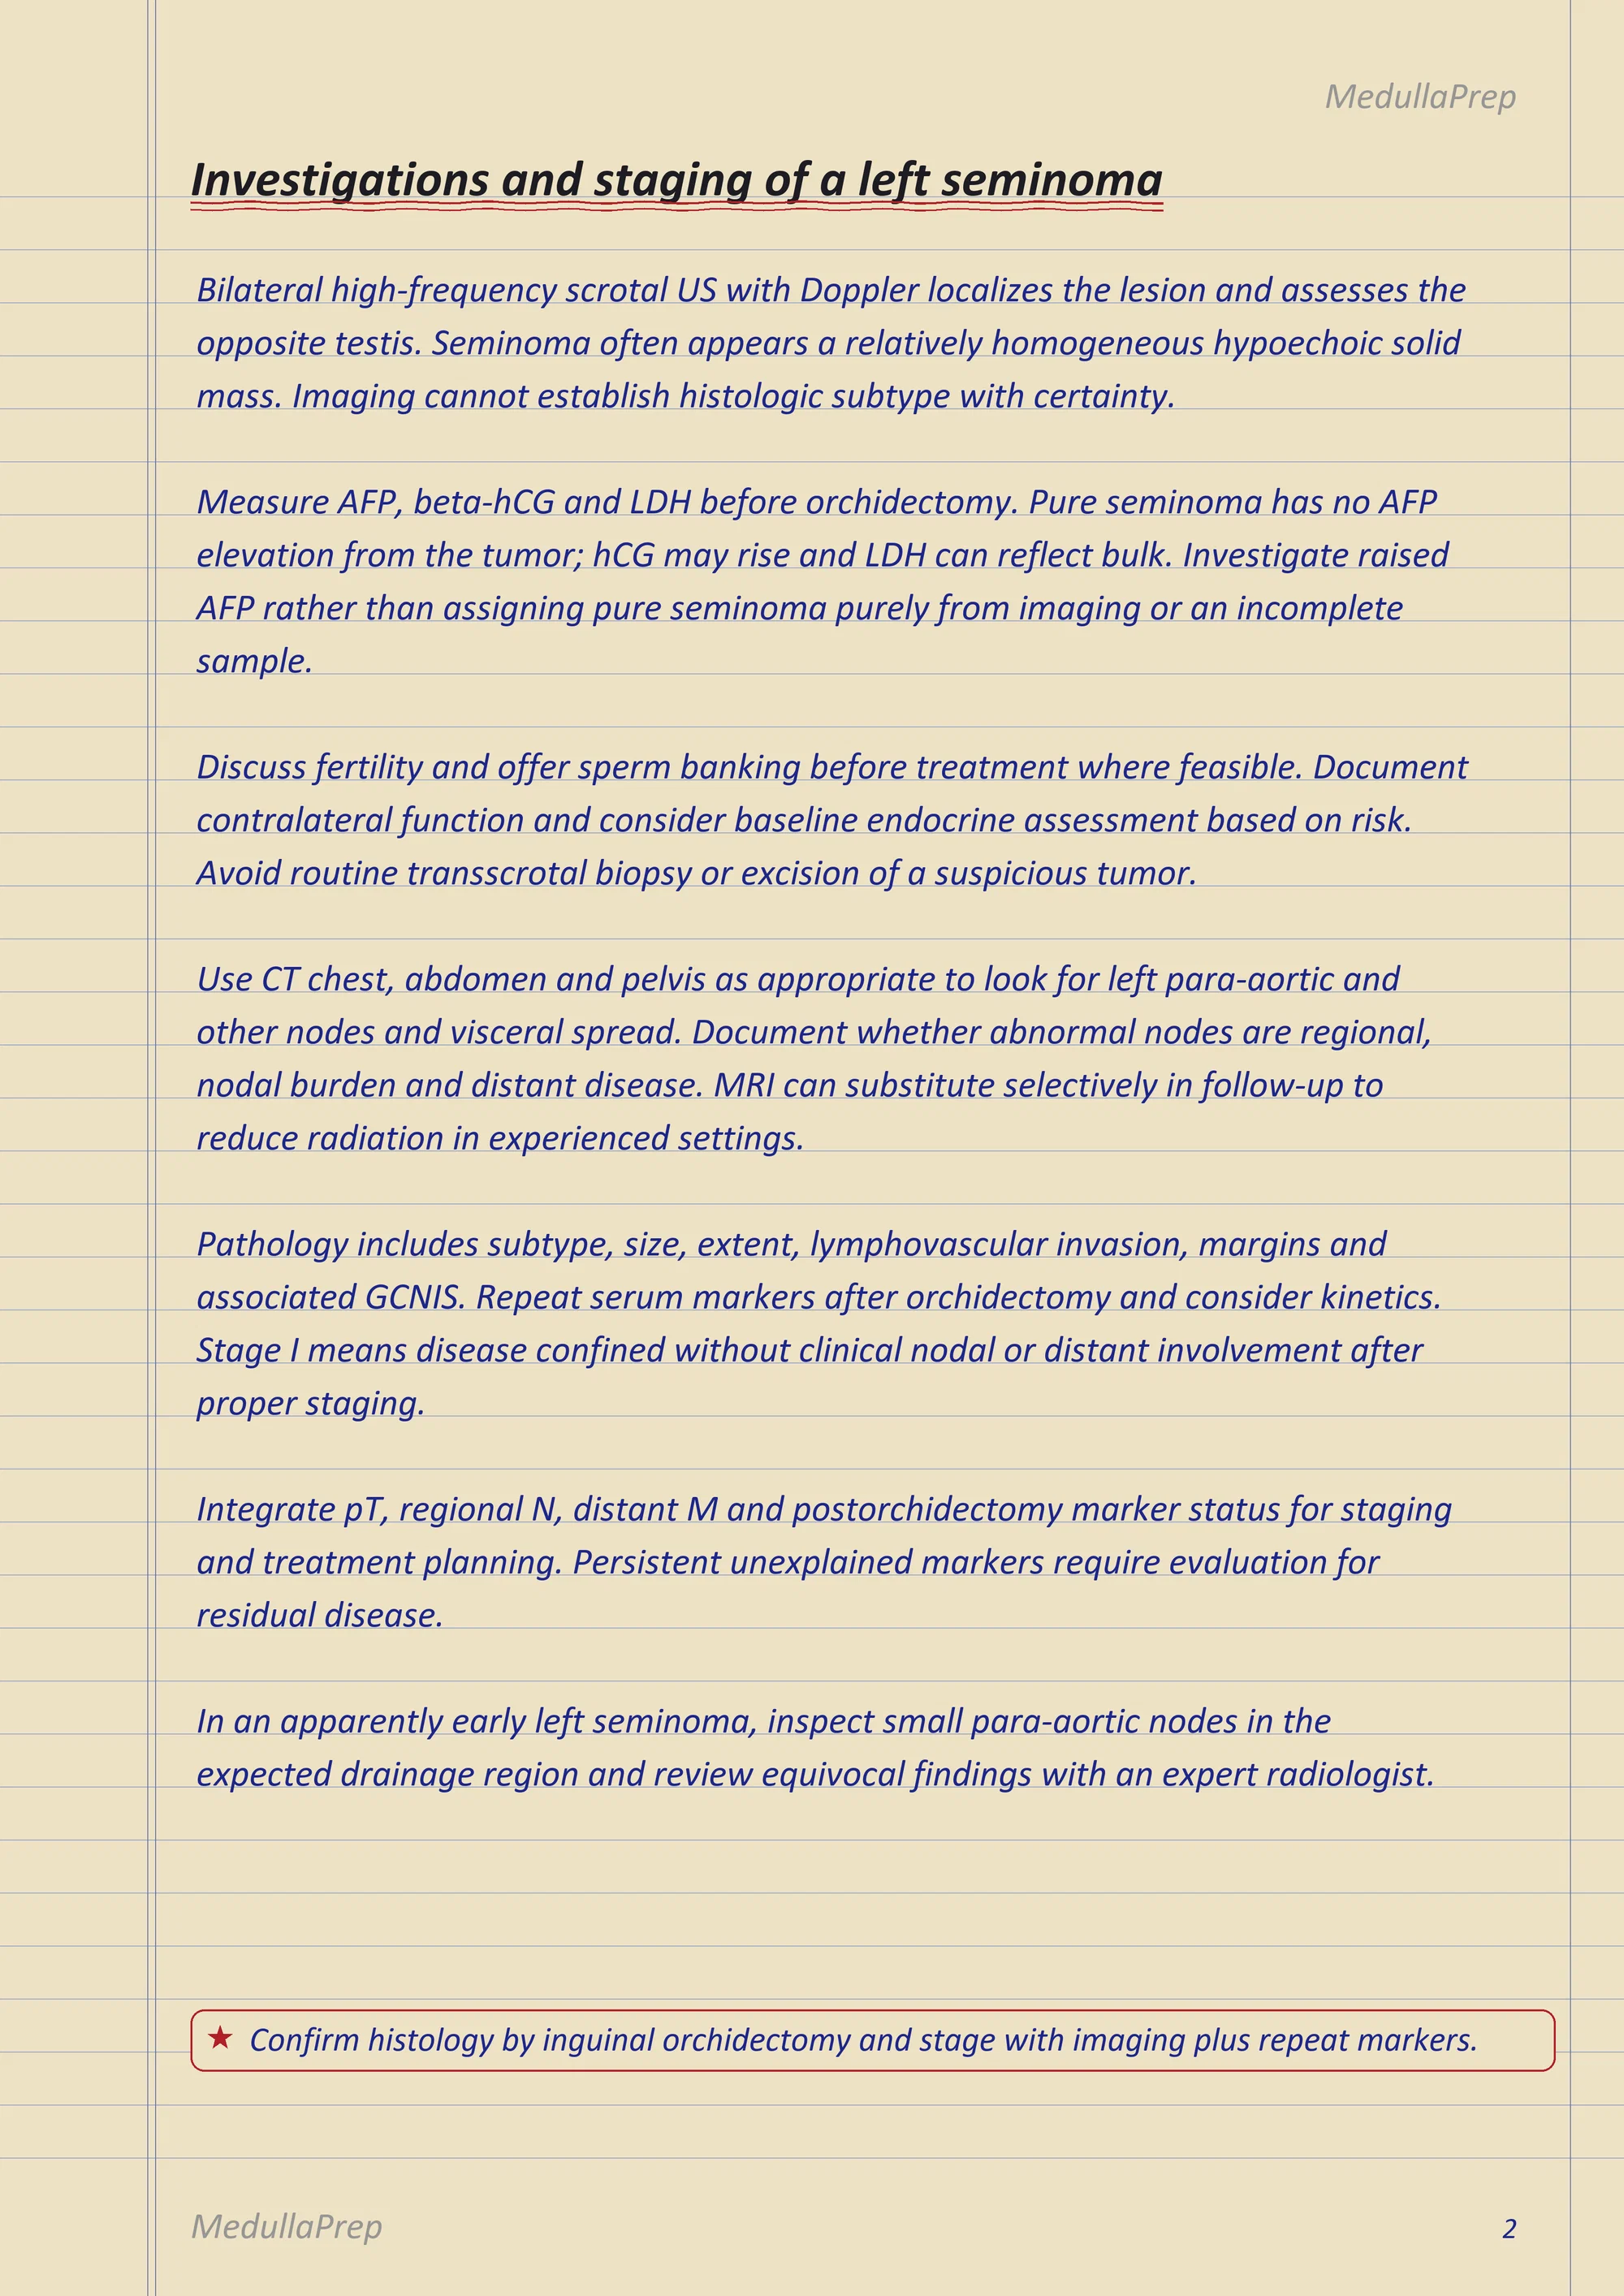 MedullaPrep
Investigations and staging of a left seminoma
Bilateral high-frequency scrotal US with Doppler localizes the lesion and assesses the
opposite testis. Seminoma often appears a relatively homogeneous hypoechoic solid
mass. Imaging cannot establish histologic subtype with certainty.
Measure AFP, beta-hCG and LDH before orchidectomy. Pure seminoma has no AFP
elevation from the tumor; hCG may rise and LDH can reflect bulk. Investigate raised
AFP rather than assigning pure seminoma purely from imaging or an incomplete
sample.
Discuss fertility and offer sperm banking before treatment where feasible. Document
contralateral function and consider baseline endocrine assessment based on risk.
Avoid routine transscrotal biopsy or excision of a suspicious tumor.
Use CT chest, abdomen and pelvis as appropriate to look for left para-aortic and
other nodes and visceral spread. Document whether abnormal nodes are regional,
nodal burden and distant disease. MRI can substitute selectively in follow-up to
reduce radiation in experienced settings.
Pathology includes subtype, size, extent, lymphovascular invasion, margins and
associated GCNIS. Repeat serum markers after orchidectomy and consider kinetics.
Stage I means disease confined without clinical nodal or distant involvement after
proper staging.
Integrate pT, regional N, distant M and postorchidectomy marker status for staging
and treatment planning. Persistent unexplained markers require evaluation for
residual disease.
In an apparently early left seminoma, inspect small para-aortic nodes in the
expected drainage region and review equivocal findings with an expert radiologist.
★ Confirm histology by inguinal orchidectomy and stage with imaging plus repeat markers.
MedullaPrep
2